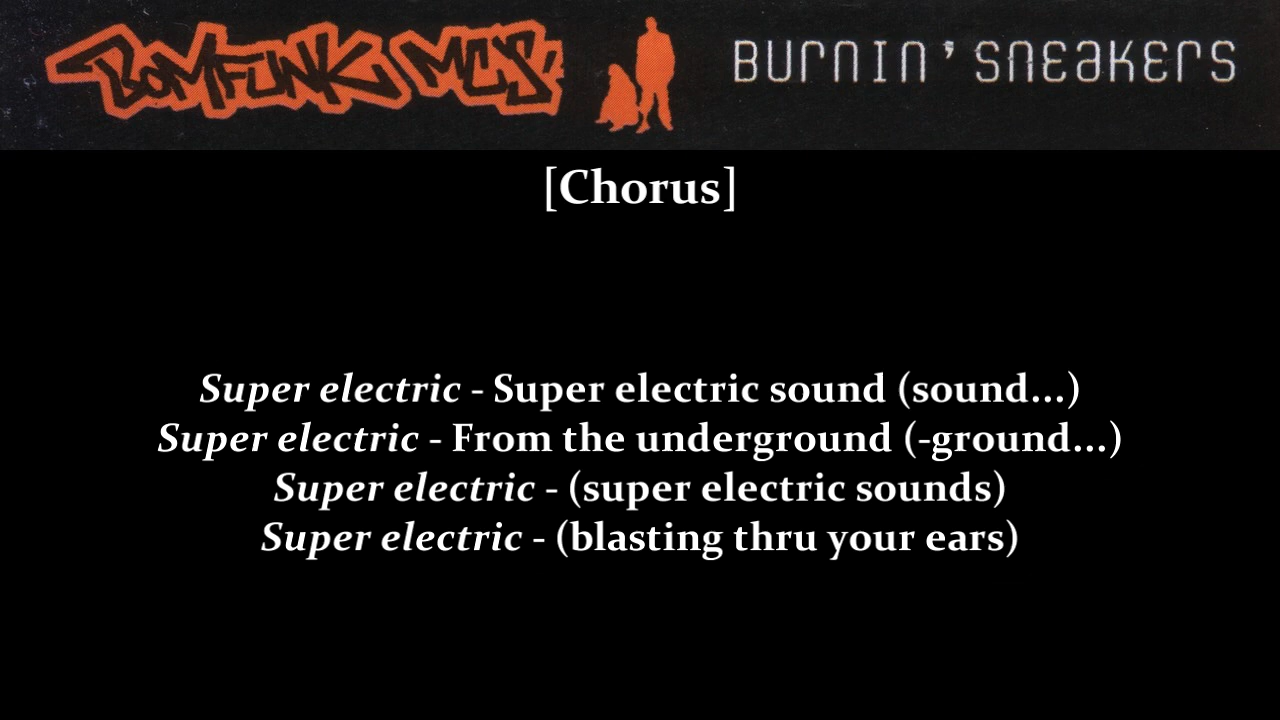 BOMFUNK MCS' BURNIN' SNEAKERS
[Chorus]
Super electric - Super electric sound (sound...)
Super electric - From the underground (-ground...)
Super electric - (super electric sounds)
Super electric - (blasting thru your ears)